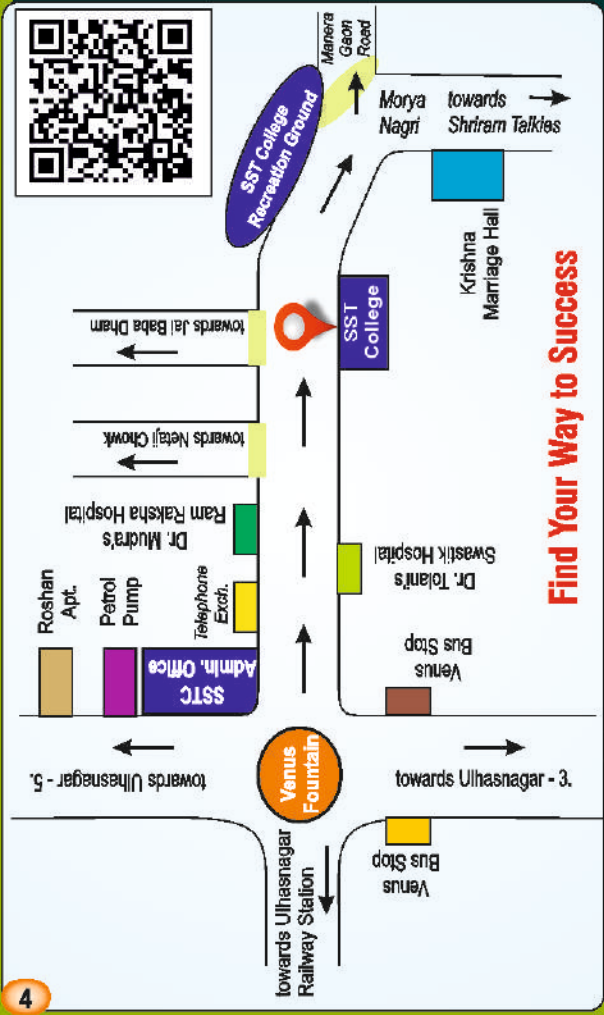 Manera
Gaon
Road
SST College
Recreation Ground
Morya
Nagri
towards
Shriram Talkies
Krishna
Marriage Hall
towards Jai Baba Dham
SST
College
towards Netaji Chowk
Dr. Mudra's
Ram Raksha Hospital
Dr. Tolani's
Swastik Hospital
Roshan
Apt.
Petrol
Pump
Telephone
Exch.
SSTC
Admin. Office
Venus
Bus Stop
towards Ulhasnagar - 5.
Venus
Fountain
towards Ulhasnagar - 3.
towards Ulhasnagar
Railway Station
Venus
Bus Stop
Find Your Way to Success
4